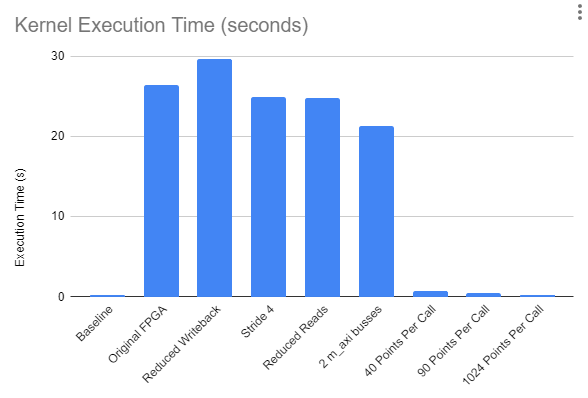 Kernel Execution Time (seconds)
Execution Time (s)
30
20
10
0
Baseline
Original FPGA
Reduced Writeback
Stride 4
Reduced Reads
2 m_axi busses
40 Points Per Call
90 Points Per Call
1024 Points Per Call